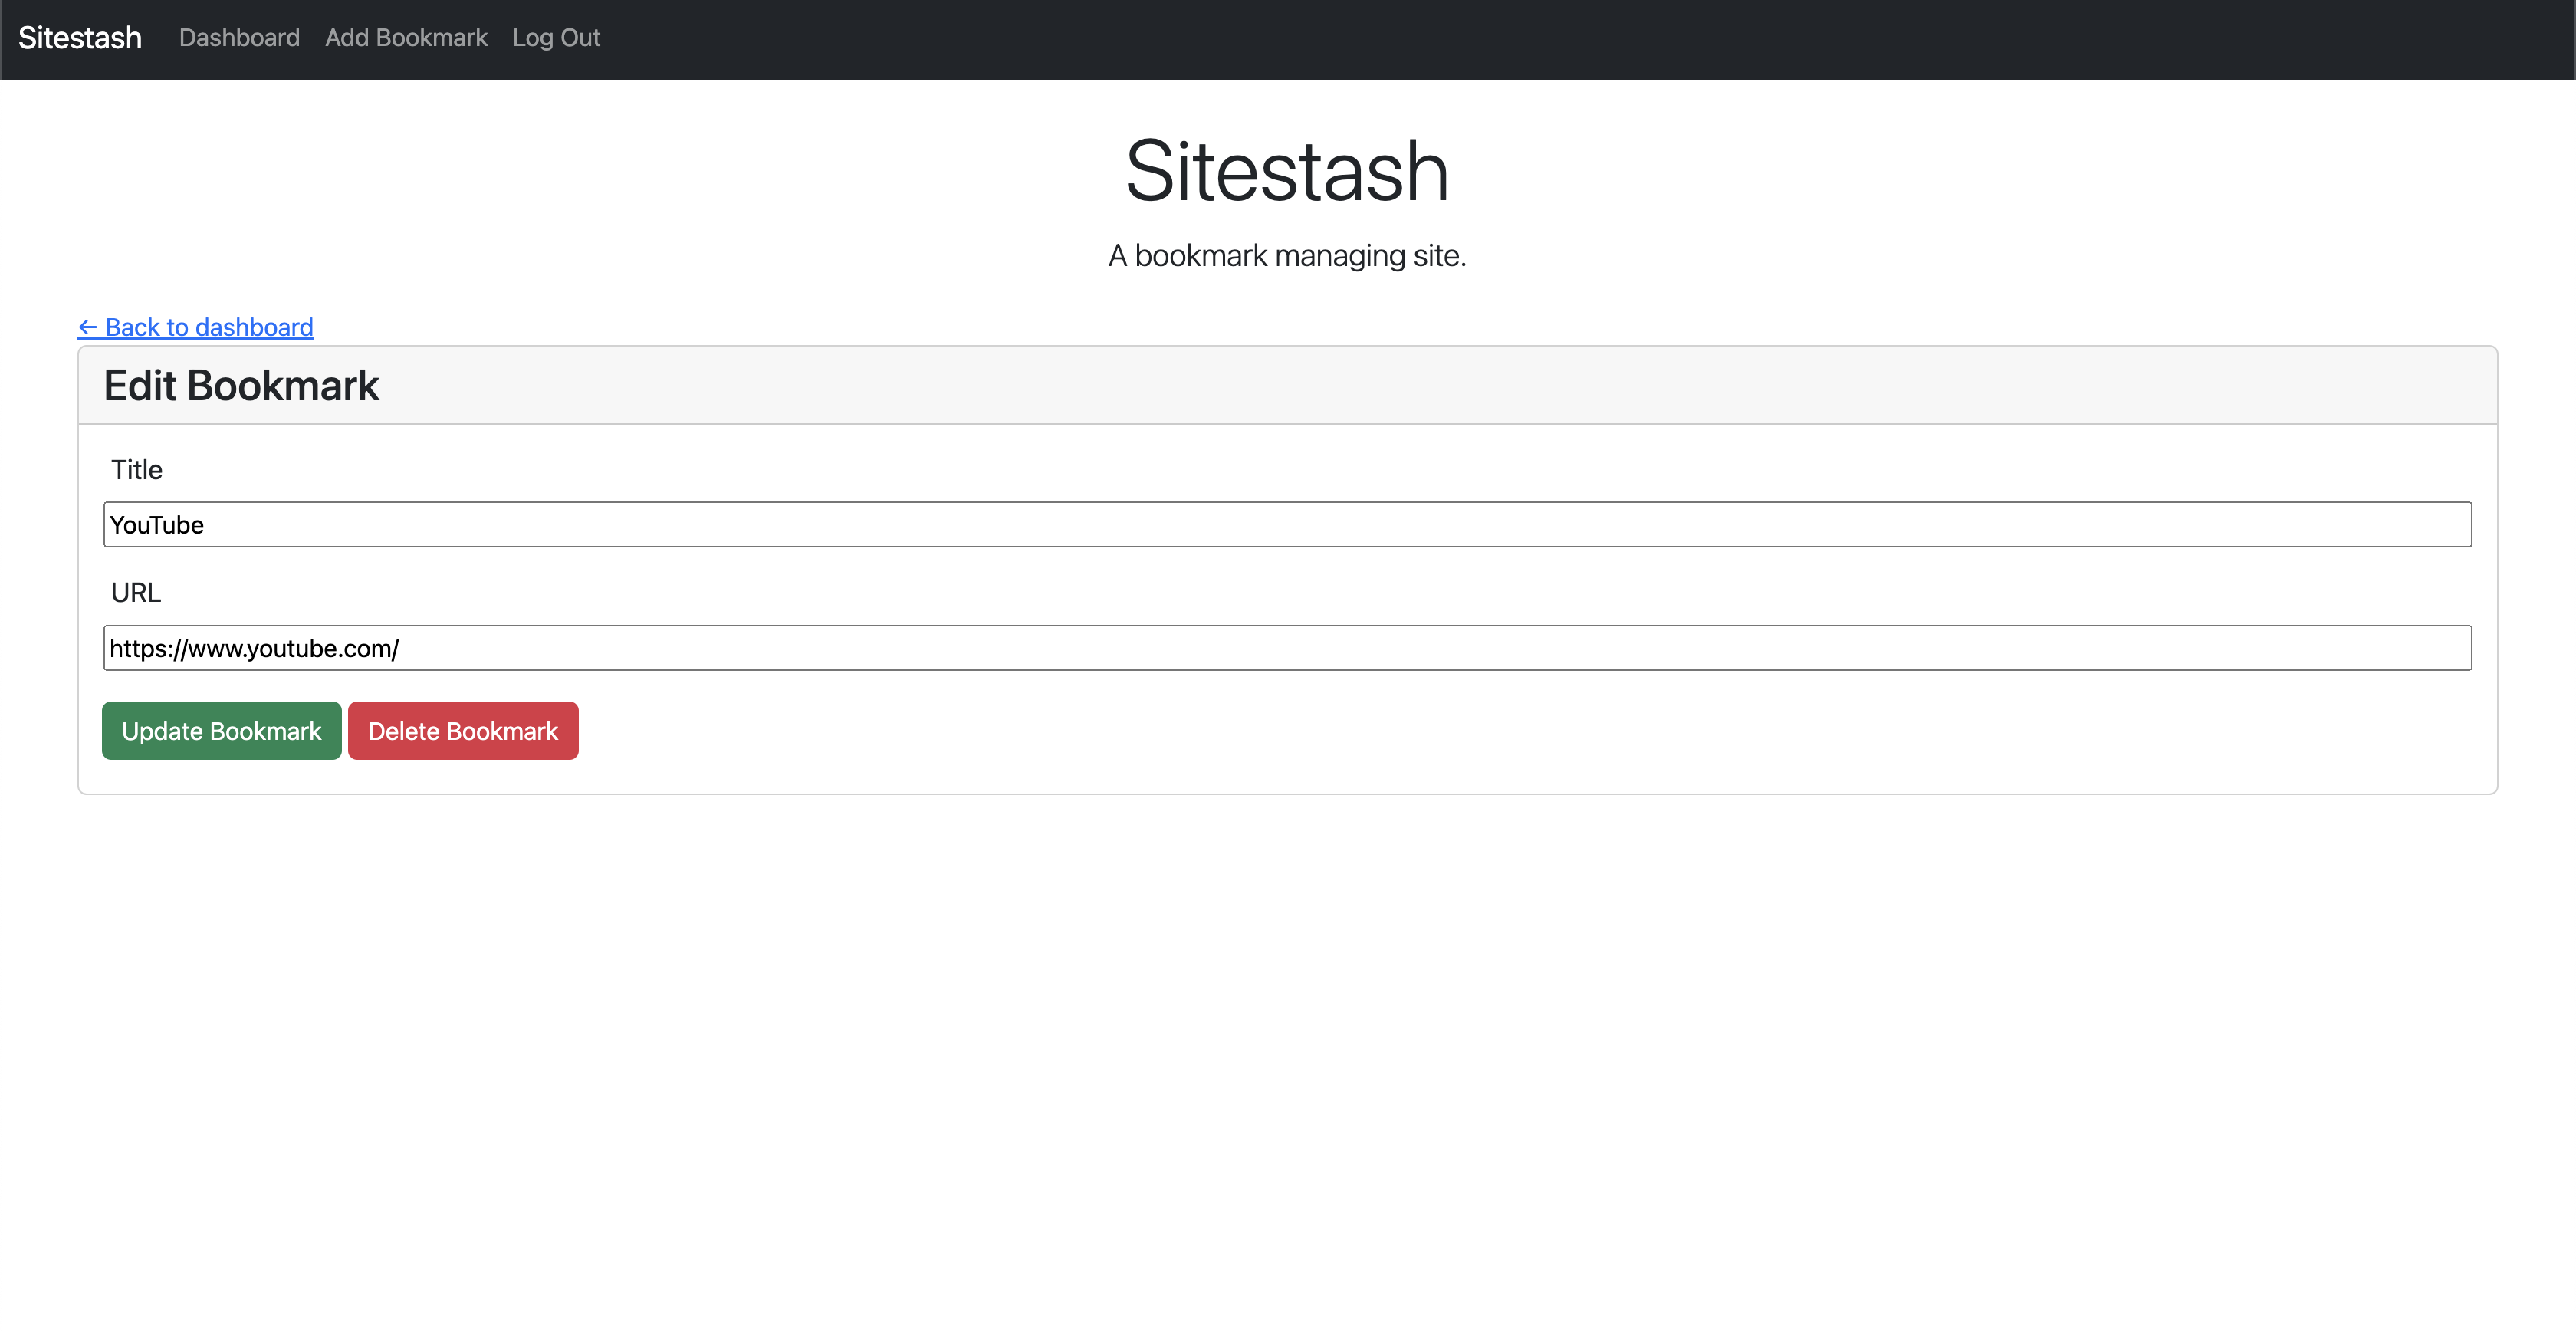 Sitestash Dashboard Add Bookmark Log Out
Sitestash
A bookmark managing site.
← Back to dashboard
Edit Bookmark
Title
YouTube
URL
https://www.youtube.com/
Update Bookmark Delete Bookmark